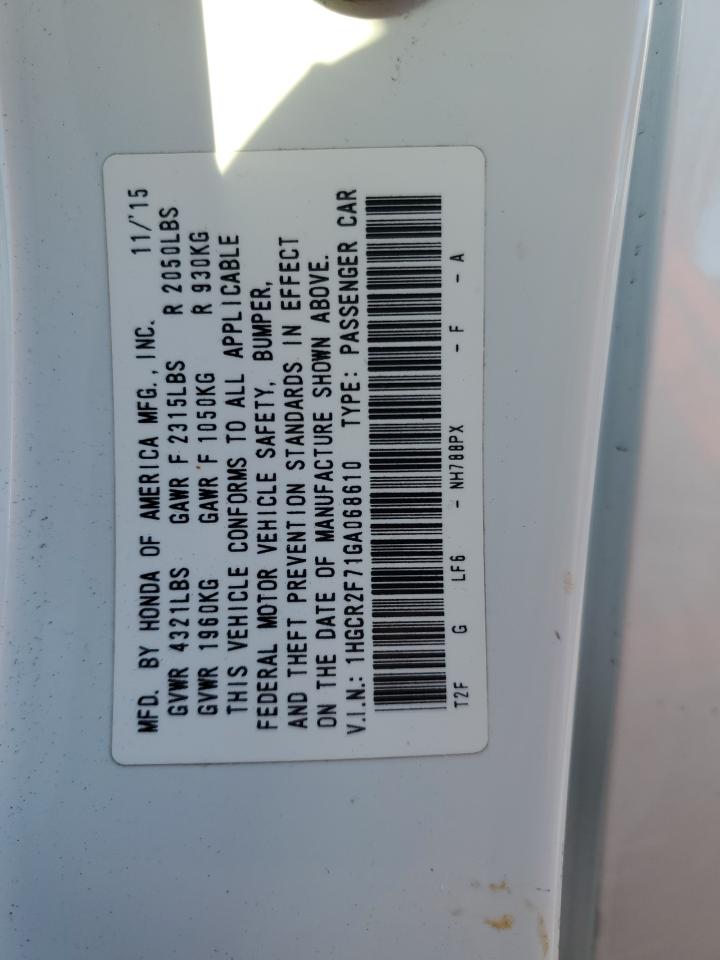 MFD. BY HONDA OF AMERICA MFG., INC. 11/'15
GVWR 4321LBS GAWR F 2315LBS R 2050LBS
GVWR 1960KG GAWR F 1050KG R 930KG
THIS VEHICLE CONFORMS TO ALL APPLICABLE
FEDERAL MOTOR VEHICLE SAFETY, BUMPER,
AND THEFT PREVENTION STANDARDS IN EFFECT
ON THE DATE OF MANUFACTURE SHOWN ABOVE.
V.I.N.: 1HGCR2F71GA068610 TYPE: PASSENGER CAR
T2F G LF6 - NH788PX - F - A